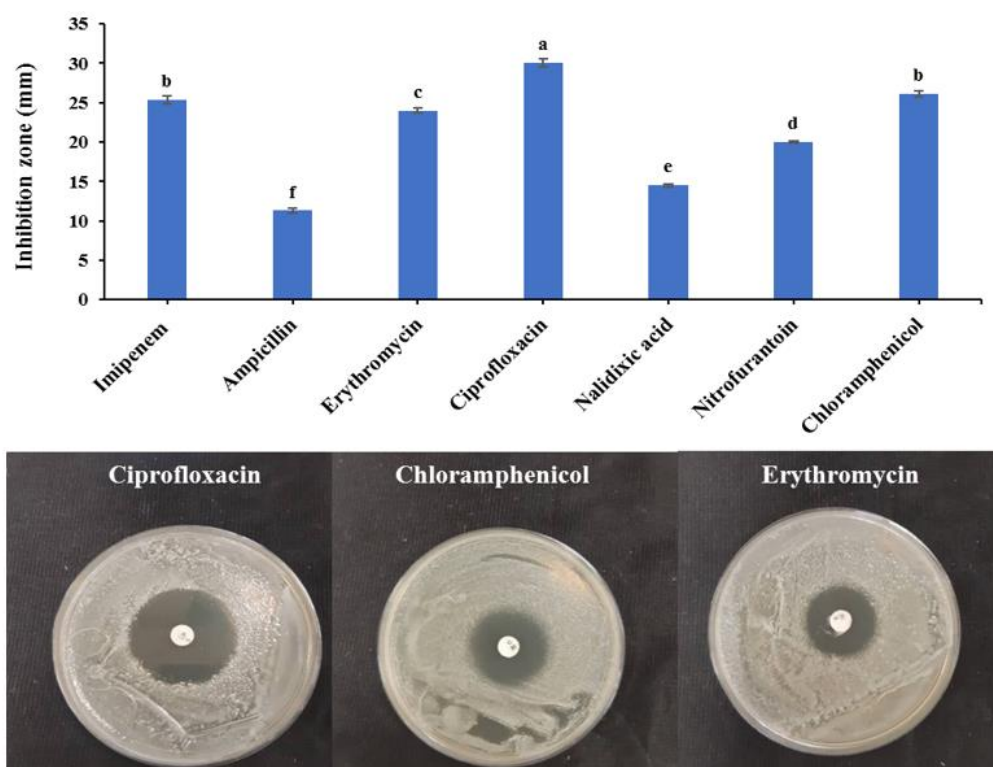 35
30
25
20
15
10
5
0
Inhibition zone (mm)
b
f
c
a
e
d
b
Imipenem
Ampicillin
Erythromycin
Ciprofloxacin
Nalidixic acid
Nitrofurantoin
Chloramphenicol
Ciprofloxacin
Chloramphenicol
Erythromycin